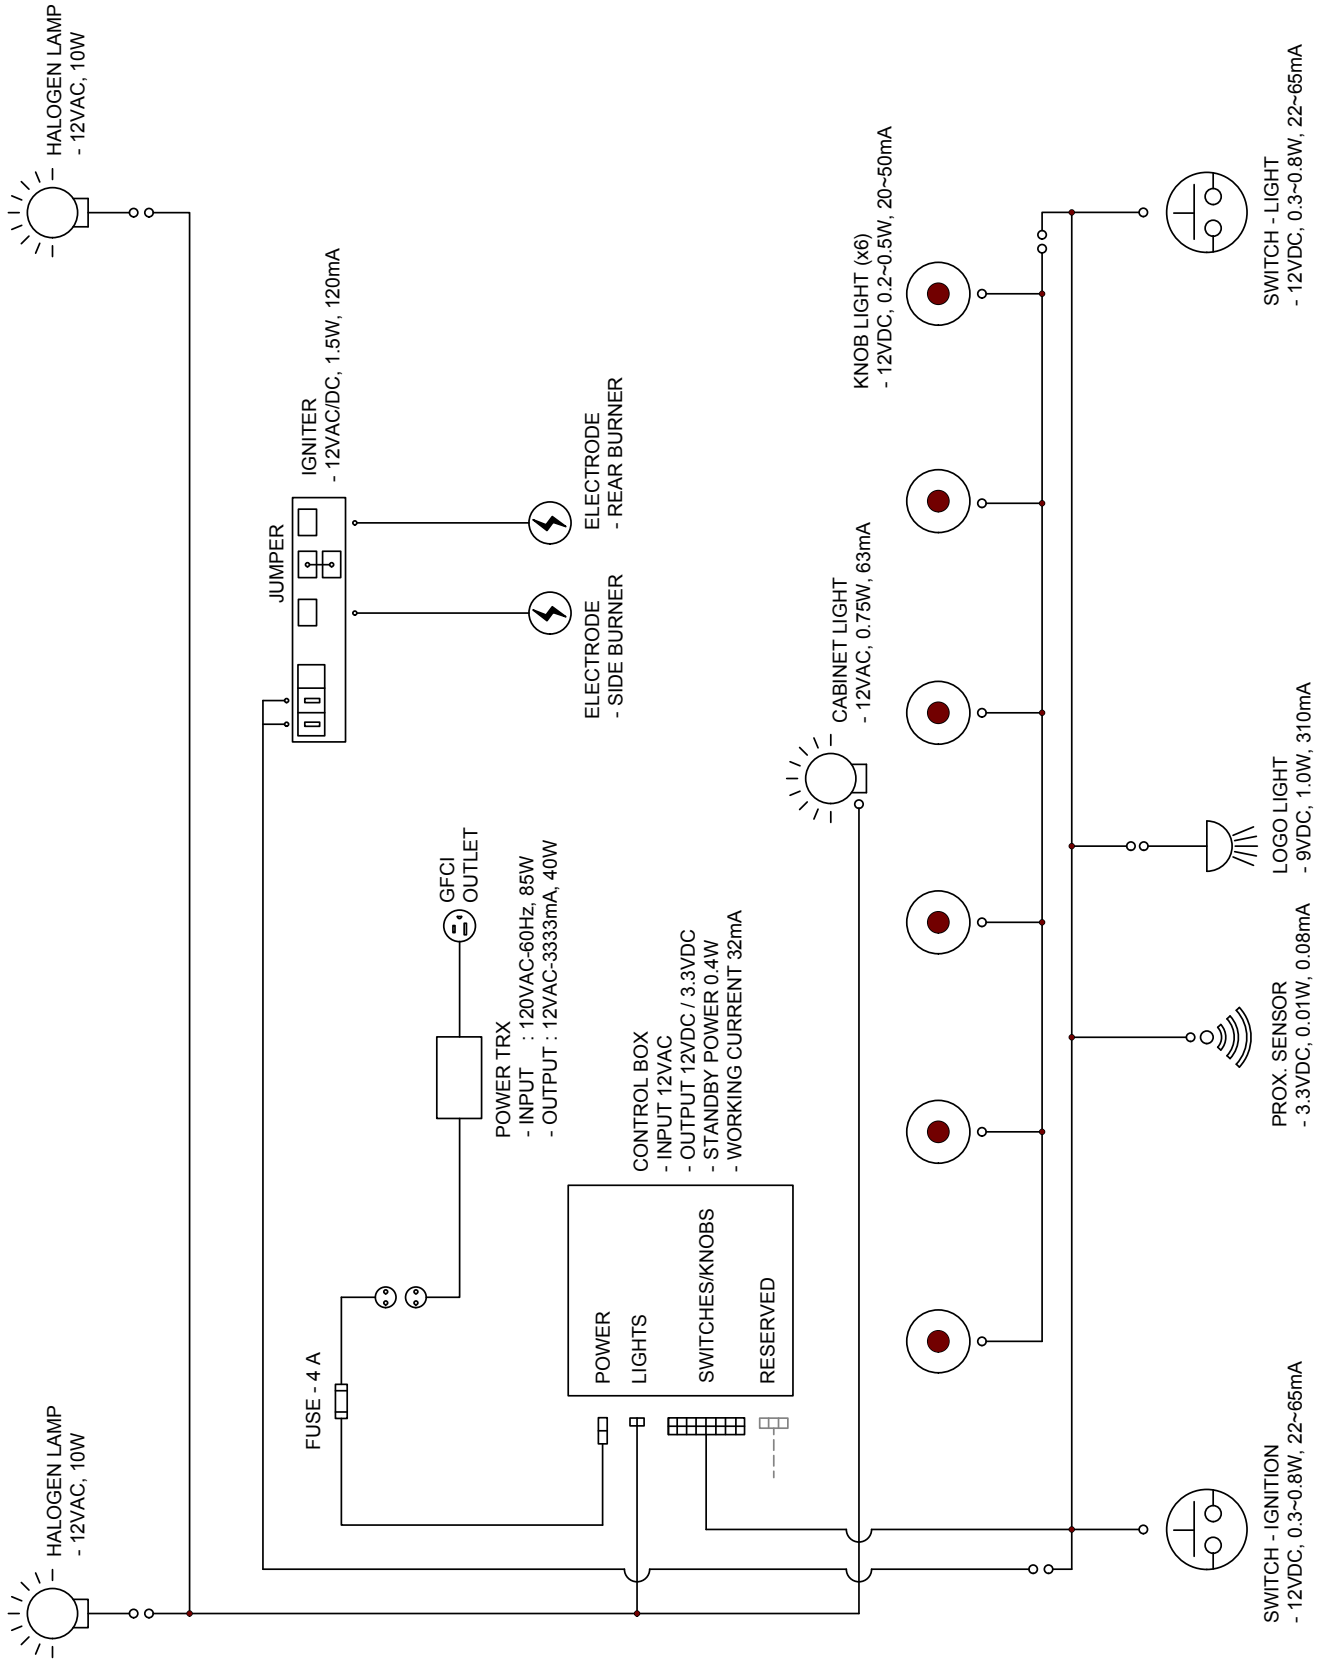 HALOGEN LAMP
- 12VAC, 10W
HALOGEN LAMP
- 12VAC, 10W
FUSE - 4 A
JUMPER
IGNITER
- 12VAC/DC, 1.5W, 120mA
GFCI
OUTLET
POWER TRX
- INPUT : 120VAC-60Hz, 85W
- OUTPUT : 12VAC-3333mA, 40W
ELECTRODE
- SIDE BURNER
ELECTRODE
- REAR BURNER
POWER
LIGHTS
SWITCHES/KNOBS
RESERVED
CONTROL BOX
- INPUT 12VAC
- OUTPUT 12VDC / 3.3VDC
- STANDBY POWER 0.4W
- WORKING CURRENT 32mA
CABINET LIGHT
- 12VAC, 0.75W, 63mA
KNOB LIGHT (x6)
- 12VDC, 0.2~0.5W, 20~50mA
SWITCH - IGNITION
- 12VDC, 0.3~0.8W, 22~65mA
PROX. SENSOR
- 3.3VDC, 0.01W, 0.08mA
LOGO LIGHT
- 9VDC, 1.0W, 310mA
SWITCH - LIGHT
- 12VDC, 0.3~0.8W, 22~65mA